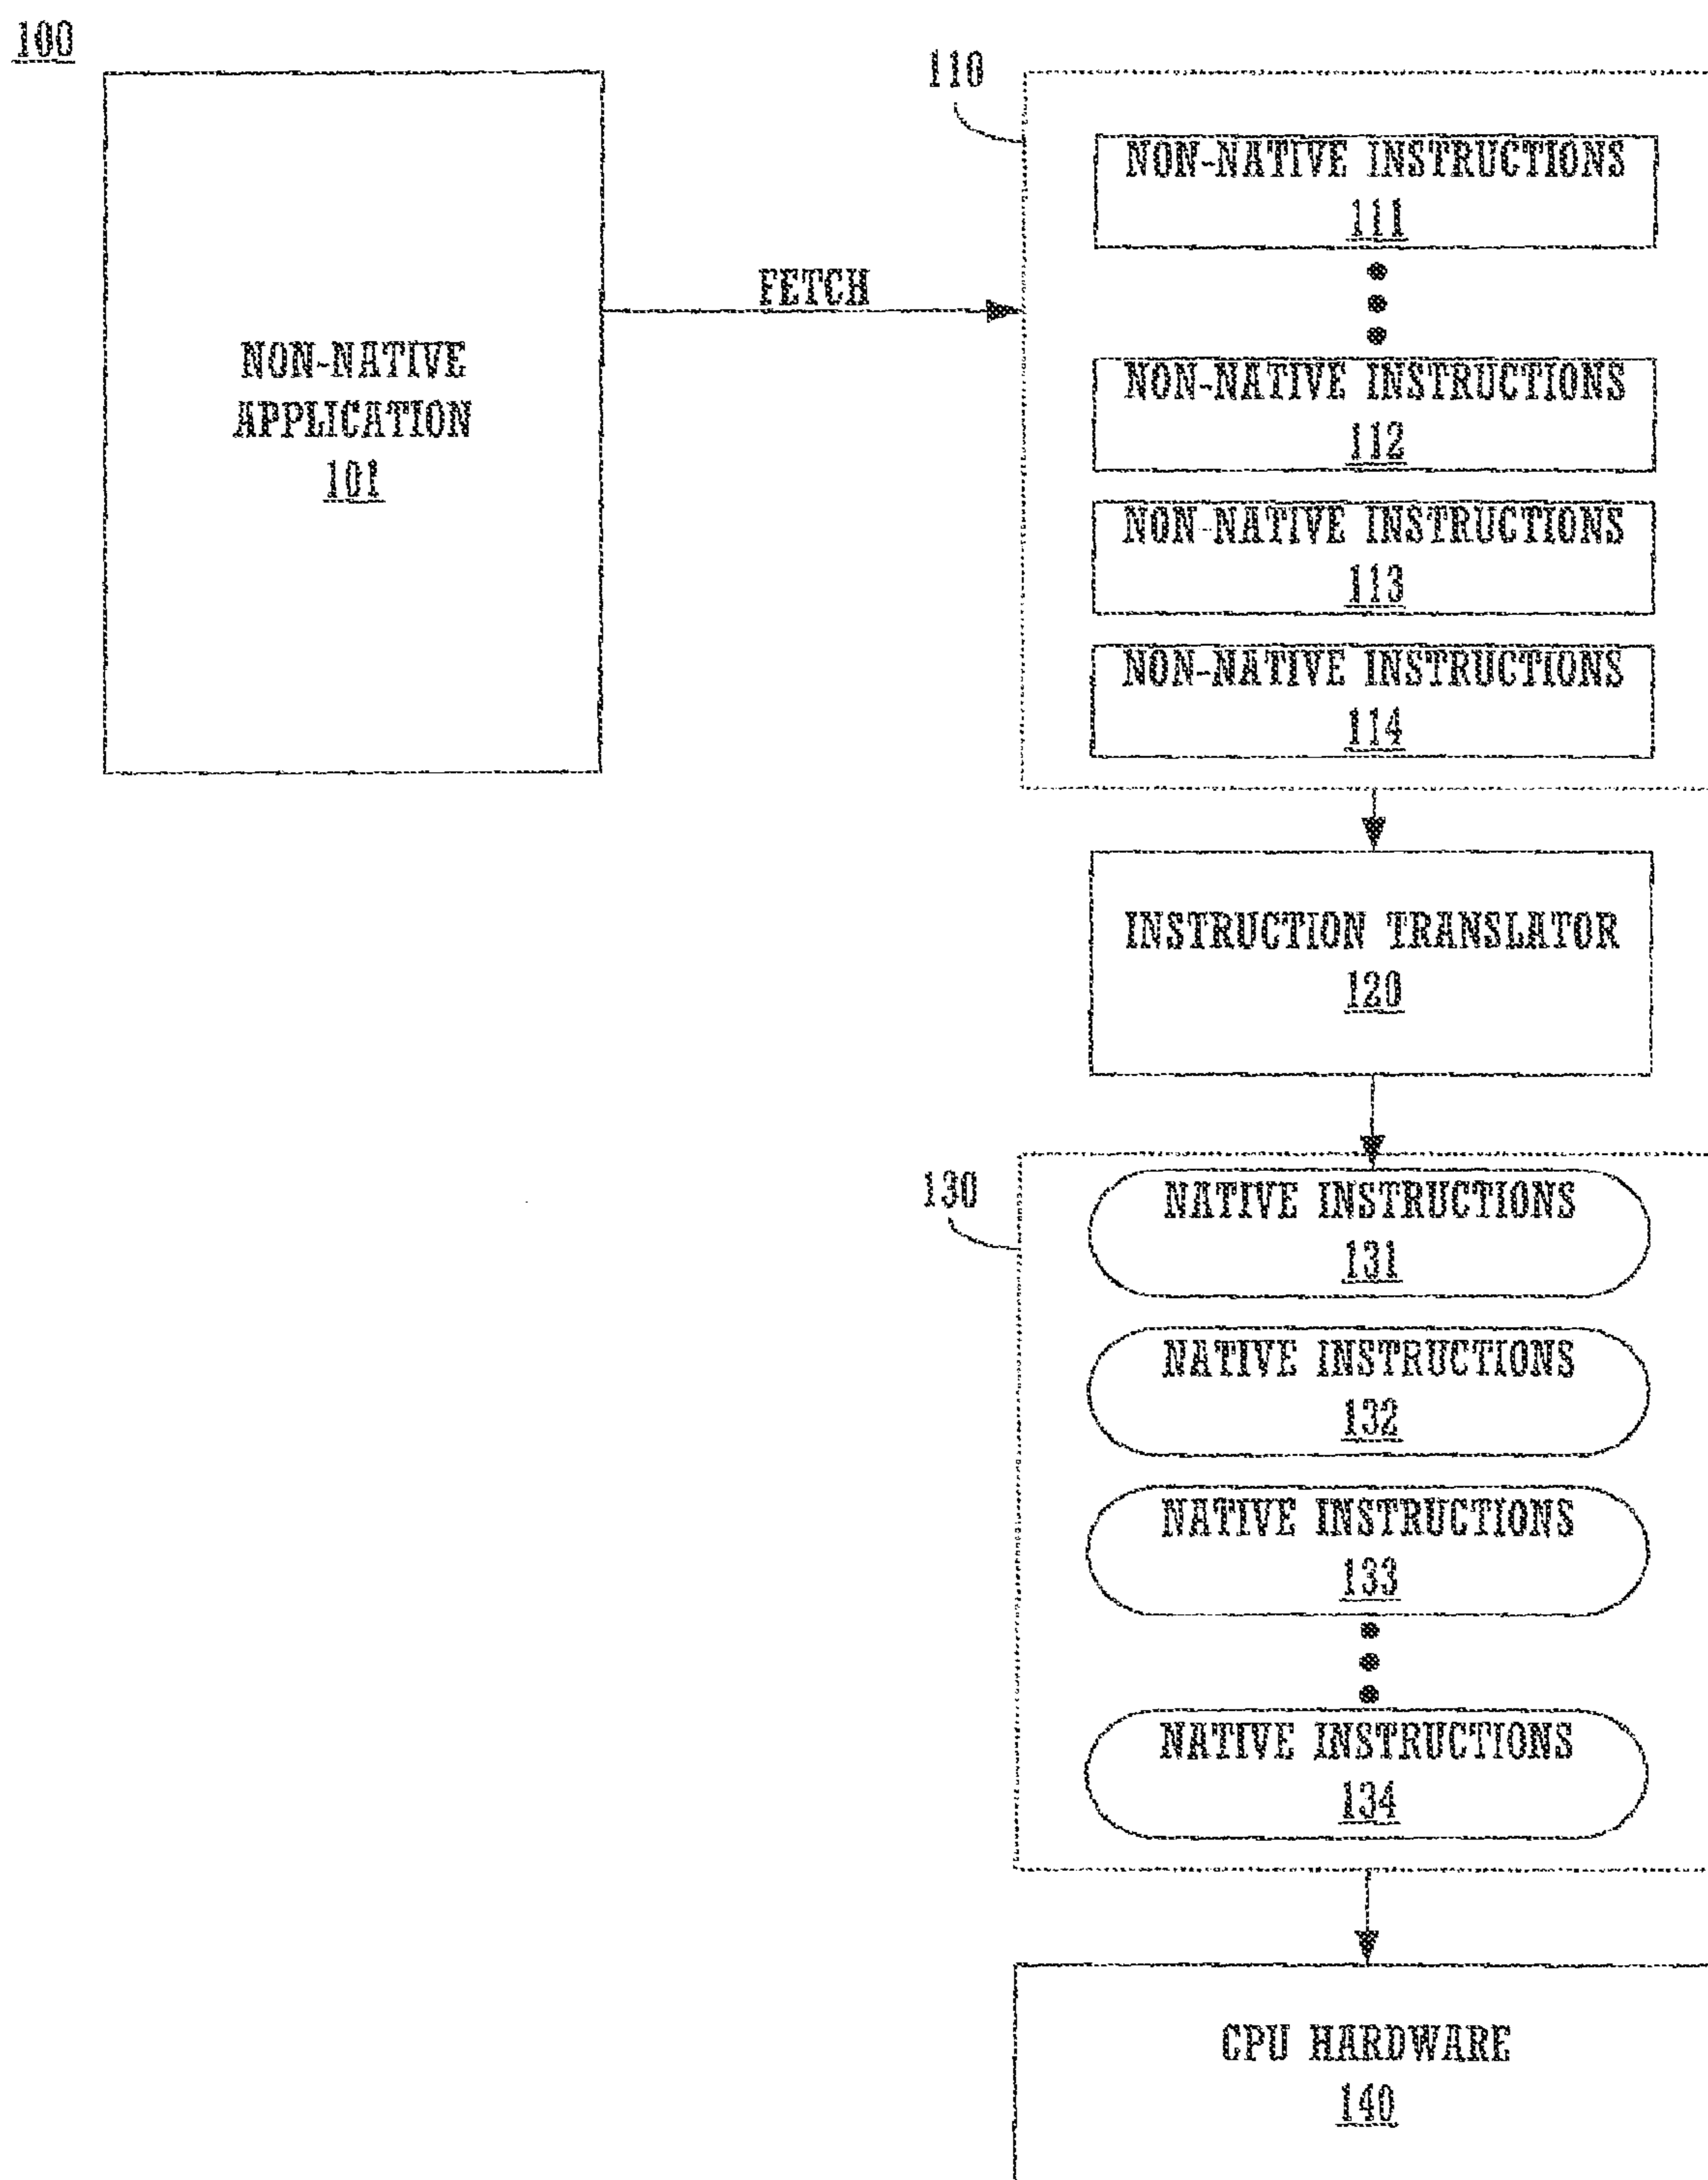 100
NON-NATIVE
APPLICATION
101
FETCH
110
NON-NATIVE INSTRUCTIONS
111
NON-NATIVE INSTRUCTIONS
112
NON-NATIVE INSTRUCTIONS
113
NON-NATIVE INSTRUCTIONS
114
INSTRUCTION TRANSLATOR
120
130
NATIVE INSTRUCTIONS
131
NATIVE INSTRUCTIONS
132
NATIVE INSTRUCTIONS
133
NATIVE INSTRUCTIONS
134
CPU HARDWARE
140